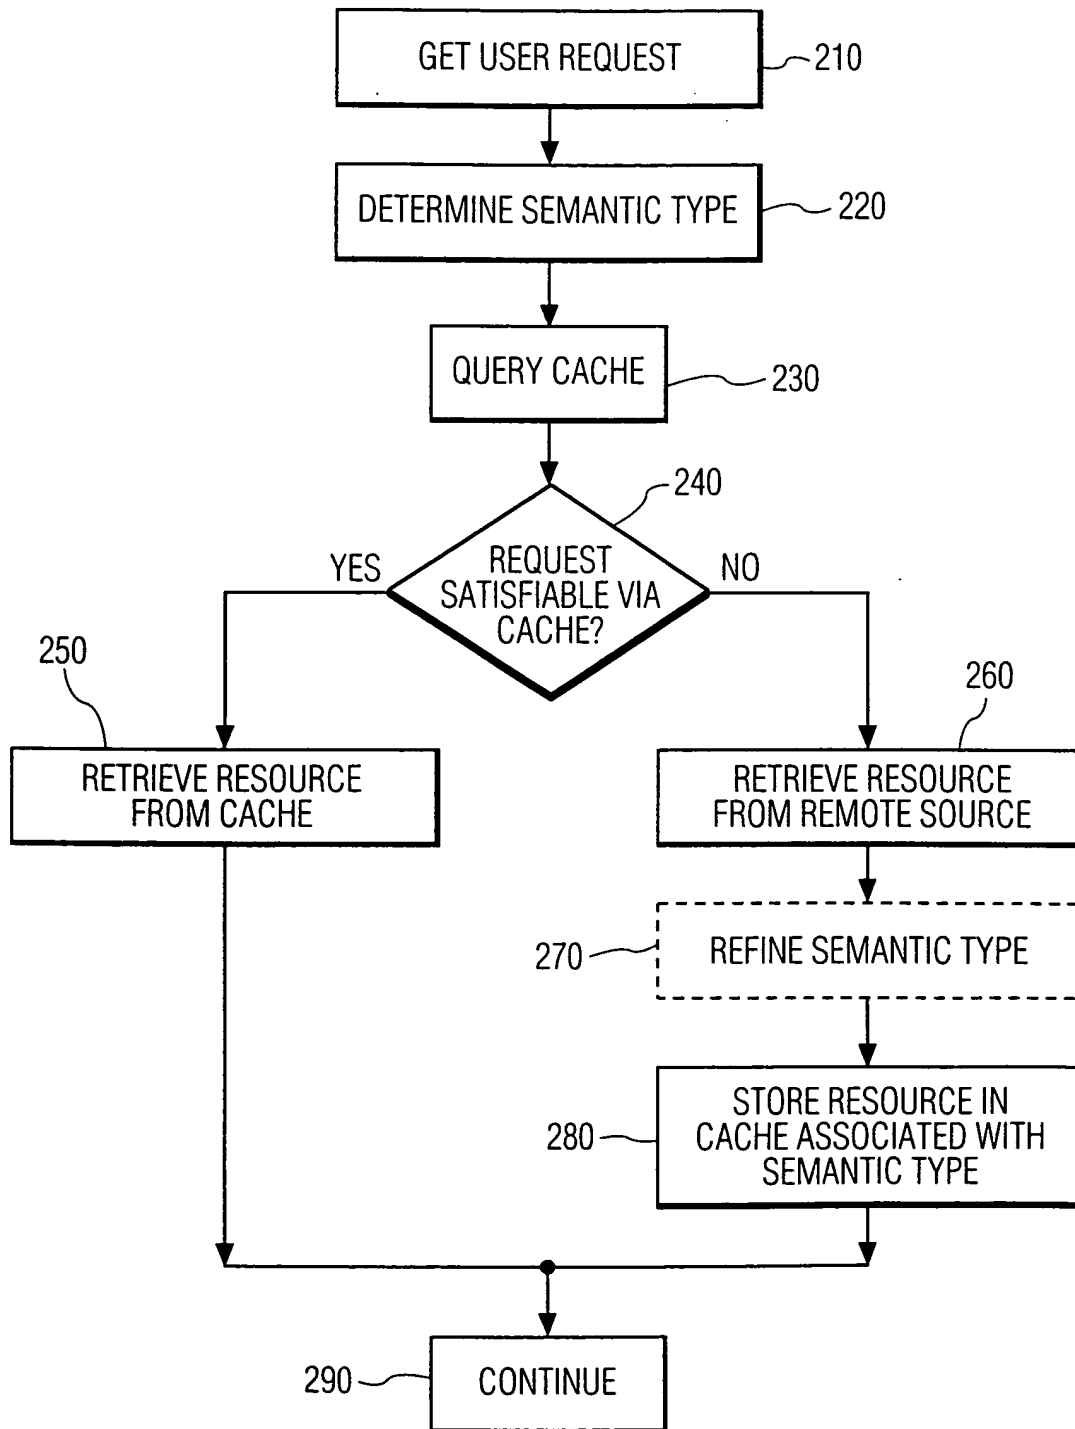 GET USER REQUEST
210
DETERMINE SEMANTIC TYPE
220
QUERY CACHE
230
240
REQUEST
SATISFIABLE VIA
CACHE?
YES
NO
250
RETRIEVE RESOURCE
FROM CACHE
260
RETRIEVE RESOURCE
FROM REMOTE SOURCE
270
REFINE SEMANTIC TYPE
280
STORE RESOURCE IN
CACHE ASSOCIATED WITH
SEMANTIC TYPE
290
CONTINUE